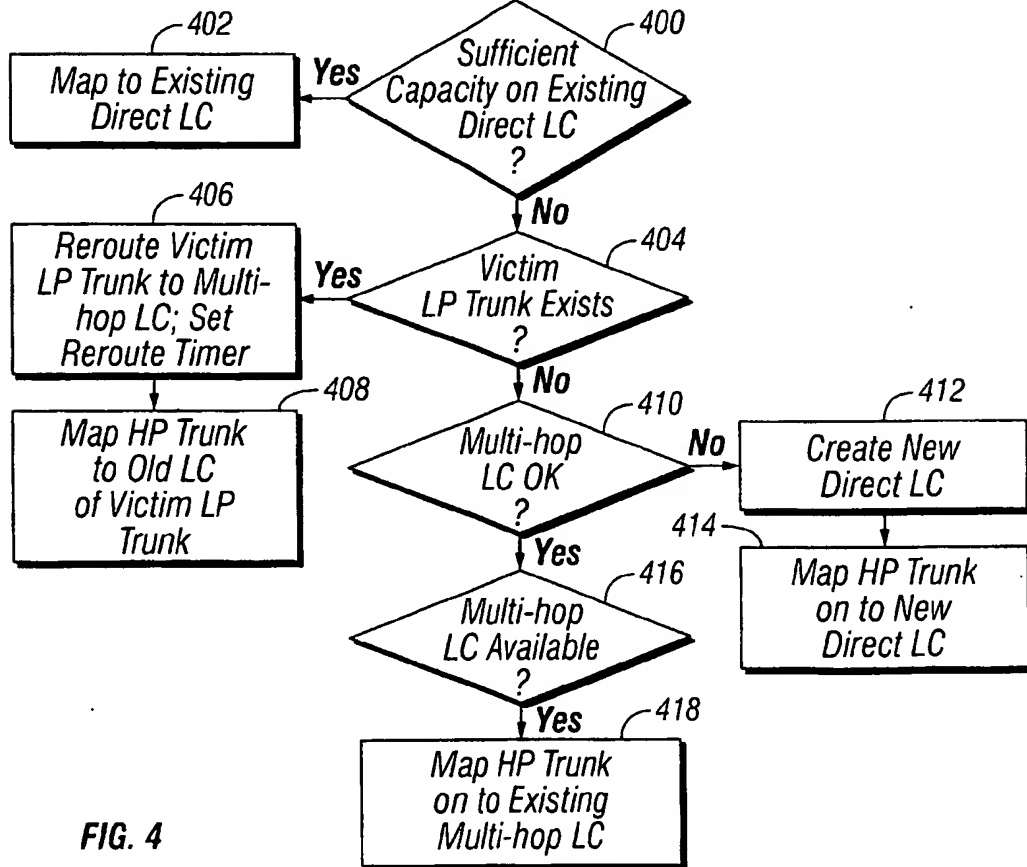 400
Sufficient
Capacity on Existing
Direct LC
?
Yes
402
Map to Existing
Direct LC
No
404
Victim
LP Trunk Exists
?
Yes
406
Reroute Victim
LP Trunk to Multi-
hop LC; Set
Reroute Timer
408
Map HP Trunk
to Old LC
of Victim LP
Trunk
No
410
Multi-hop
LC OK
?
No
412
Create New
Direct LC
414
Map HP Trunk
on to New
Direct LC
Yes
416
Multi-hop
LC Available
?
Yes
418
Map HP Trunk
on to Existing
Multi-hop LC
FIG. 4